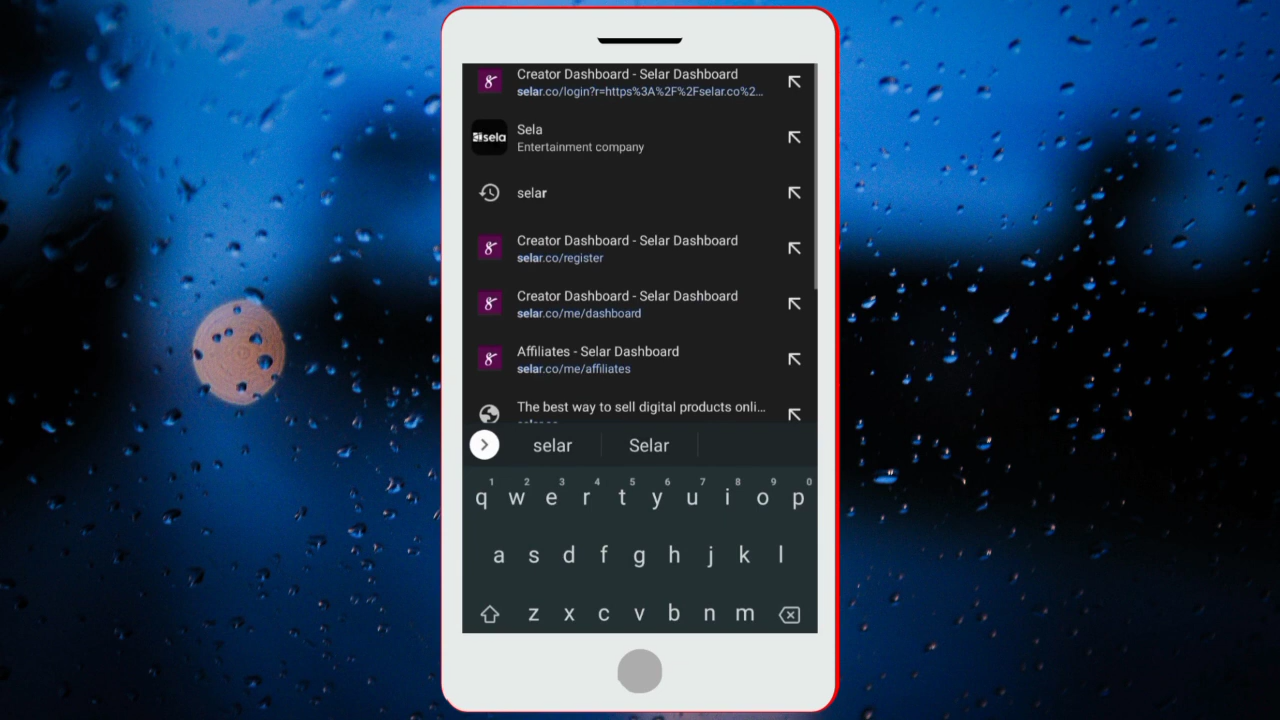 Creator Dashboard - Selar Dashboard
selar.co/login?r=https%3A%2F%2Fselar.co%2...
sela
Sela
Entertainment company
selar
Creator Dashboard - Selar Dashboard
selar.co/register
Creator Dashboard - Selar Dashboard
selar.co/me/dashboard
Affiliates - Selar Dashboard
selar.co/me/affiliates
The best way to sell digital products onli...
selar Selar
1 2 3 4 5 6 7 8 9 0
q w e r t y u i o p
a s d f g h j k l
z x c v b n m